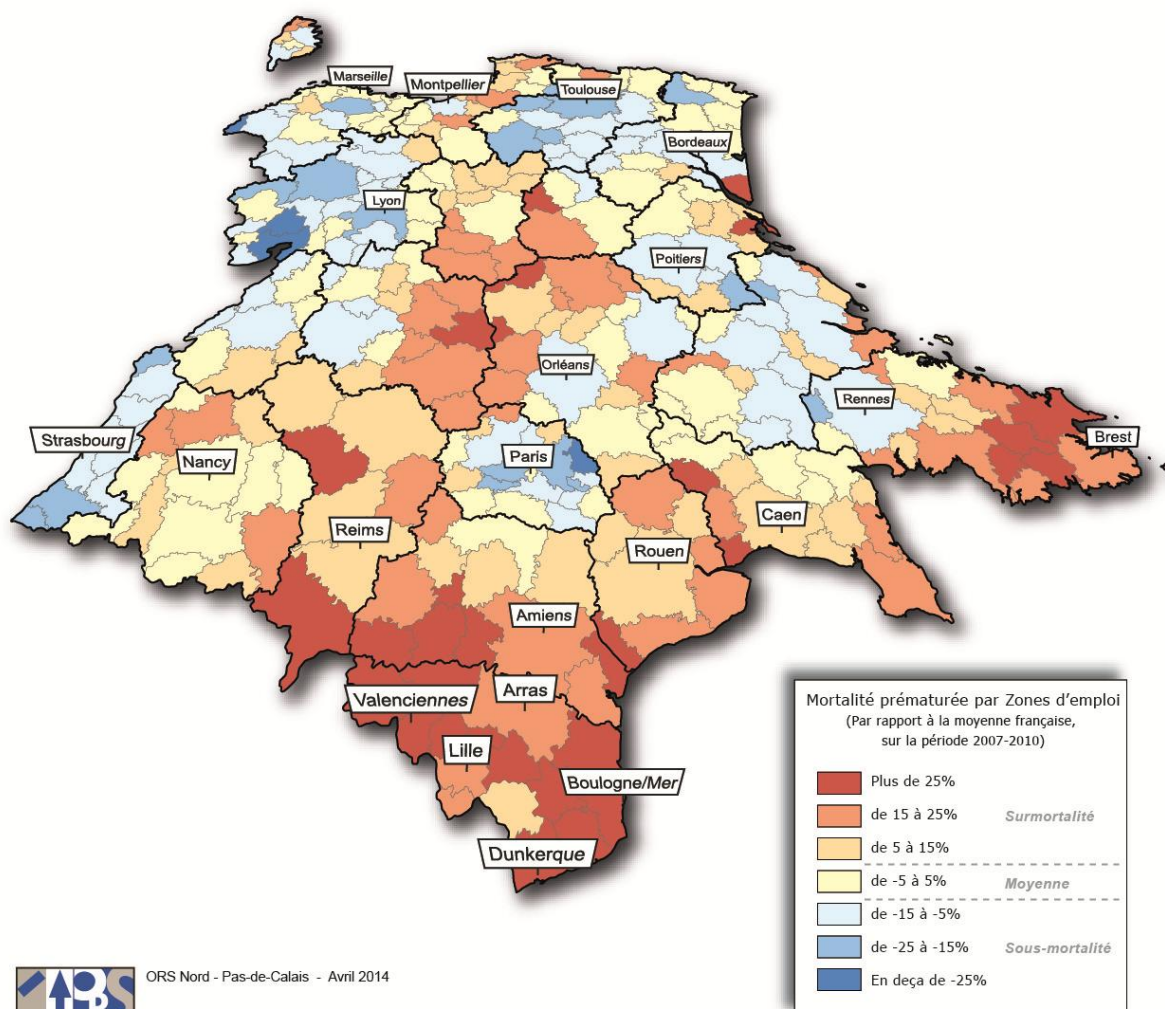 Marseille
Montpellier
Toulouse
Bordeaux
Lyon
Poitiers
Orléans
Rennes
Brest
Strasbourg
Nancy
Paris
Reims
Caen
Rouen
Amiens
Valenciennes
Arras
Lille
Boulogne/Mer
Dunkerque
Mortalité prématurée par Zones d'emploi
(Par rapport à la moyenne française,
sur la période 2007-2010)
Plus de 25%
de 15 à 25% Surmortalité
de 5 à 15%
de -5 à 5% Moyenne
de -15 à -5%
de -25 à -15% Sous-mortalité
En deça de -25%
ORS Nord - Pas-de-Calais - Avril 2014